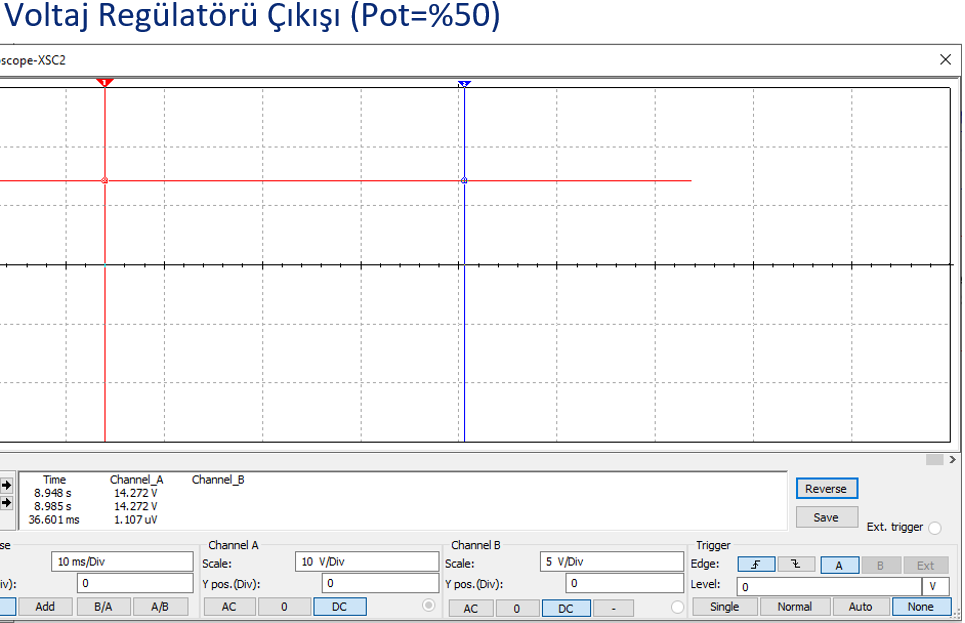 Voltaj Regülatörü Çıkışı (Pot=%50)
oscope-XSC2
Time Channel_A Channel_B
8.948 s 14.272 V
8.985 s 14.272 V
36.601 ms 1.107 uV
Reverse
Save
Ext. trigger
se Channel A Channel B Trigger
10 ms/Div Scale: 10 V/Div Scale: 5 V/Div Edge: A B Ext
iv): 0 Y pos.(Div): 0 Y pos.(Div): 0 Level: 0 V
Add B/A A/B AC 0 DC AC 0 DC - Single Normal Auto None